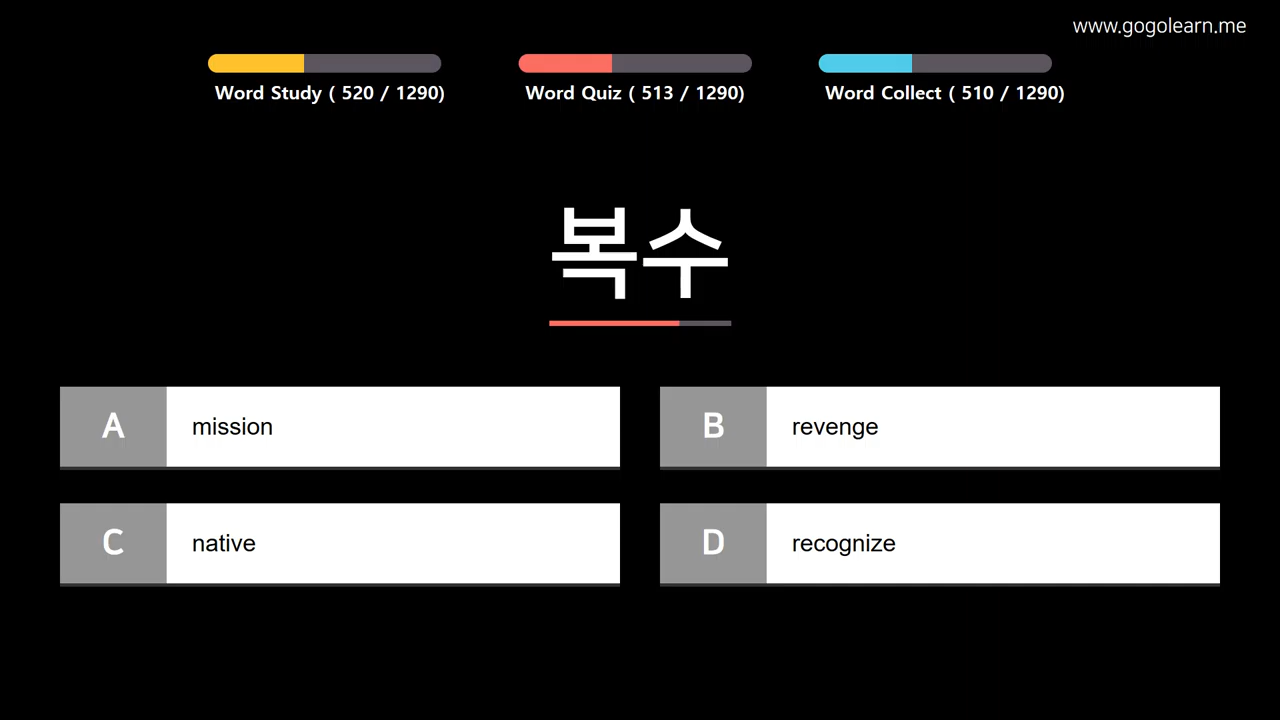 www.gogolearn.me
Word Study ( 520 / 1290)
Word Quiz ( 513 / 1290)
Word Collect ( 510 / 1290)
복수
A mission
B revenge
C native
D recognize